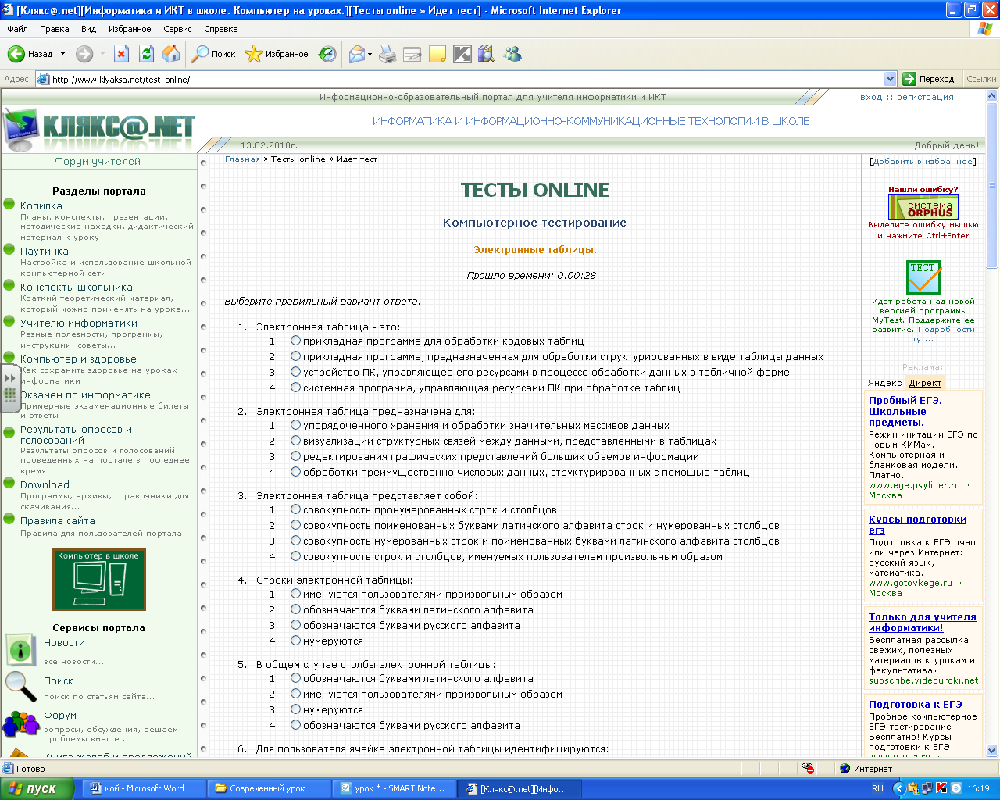 [Клякс@.net][Информатика и ИКТ в школе. Компьютер на уроках.][Тесты online » Идет тест] - Microsoft Internet Explorer
Файл Правка Вид Избранное Сервис Справка
Назад Поиск Избранное
Адрес: http://www.klyaksa.net/test_online/ Переход Ссылки
Информационно-образовательный портал для учителя информатики и ИКТ
вход :: регистрация
КЛЯКС@.NET
ИНФОРМАТИКА И ИНФОРМАЦИОННО-КОММУНИКАЦИОННЫЕ ТЕХНОЛОГИИ В ШКОЛЕ
13.02.2010г. Добрый день!
Форум учителей_
Разделы портала
Копилка
Планы, конспекты, презентации,
методические находки, дидактический
материал к уроку
Паутинка
Настройка и использование школьной
компьютерной сети
Конспекты школьника
Краткий теоретический материал,
который можно применять на уроке...
Учителю информатики
Разные полезности, программы,
инструкции, советы...
Компьютер и здоровье
Как сохранить здоровье на уроках
информатики
Экзамен по информатике
Примерные экзаменационные билеты
и ответы
Результаты опросов и
голосований
Результаты опросов и голосований
проведенных на портале в последнее
время
Download
Программы, архивы, справочники для
скачивания...
Правила сайта
Правила для пользователей портала
Компьютер в школе
Сервисы портала
Новости
все новости...
Поиск
поиск по статьям сайта...
Форум
вопросы, обсуждения, решаем
проблемы вместе ...
Книга жалоб и предложений
Главная » Тесты online » Идет тест
ТЕСТЫ ONLINE
Компьютерное тестирование
Электронные таблицы.
Прошло времени: 0:00:28.
Выберите правильный вариант ответа:
1. Электронная таблица - это:
1. прикладная программа для обработки кодовых таблиц
2. прикладная программа, предназначенная для обработки структурированных в виде таблицы данных
3. устройство ПК, управляющее его ресурсами в процессе обработки данных в табличной форме
4. системная программа, управляющая ресурсами ПК при обработке таблиц
2. Электронная таблица предназначена для:
1. упорядоченного хранения и обработки значительных массивов данных
2. визуализации структурных связей между данными, представленными в таблицах
3. редактирования графических представлений больших объемов информации
4. обработки преимущественно числовых данных, структурированных с помощью таблиц
3. Электронная таблица представляет собой:
1. совокупность пронумерованных строк и столбцов
2. совокупность поименованных буквами латинского алфавита строк и нумерованных столбцов
3. совокупность нумерованных строк и поименованных буквами латинского алфавита столбцов
4. совокупность строк и столбцов, именуемых пользователем произвольным образом
4. Строки электронной таблицы:
1. именуются пользователями произвольным образом
2. обозначаются буквами латинского алфавита
3. обозначаются буквами русского алфавита
4. нумеруются
5. В общем случае столбы электронной таблицы:
1. обозначаются буквами латинского алфавита
2. именуются пользователями произвольным образом
3. нумеруются
4. обозначаются буквами русского алфавита
6. Для пользователя ячейка электронной таблицы идентифицируются:
[Добавить в избранное]
Нашли ошибку?
система
ORPHUS
Выделите ошибку мышью
и нажмите Ctrl+Enter
ТЕСТ
Идет работа над новой
версией программы
MyTest. Поддержите ее
развитие. Подробности
тут...
Реклама:
Яндекс Директ
Пробный ЕГЭ.
Школьные
предметы.
Режим имитации ЕГЭ по
новым КИМам.
Компьютерная и
бланковая модели.
Платно.
www.ege.psyliner.ru ·
Москва
Курсы подготовки
егэ
Подготовка к ЕГЭ очно
или через Интернет:
русский язык,
математика.
www.gotovkege.ru ·
Москва
Только для учителя
информатики!
Бесплатная рассылка
свежих, полезных
материалов к урокам и
факультативам
subscribe.videouroki.net
Подготовка к ЕГЭ
Пробное компьютерное
ЕГЭ-тестирование
Бесплатно! Курсы
подготовки к ЕГЭ.
Готово Интернет
пуск мой - Microsoft Word Современный урок урок * - SMART Note... [Клякс@.net][Инфо... RU 16:19